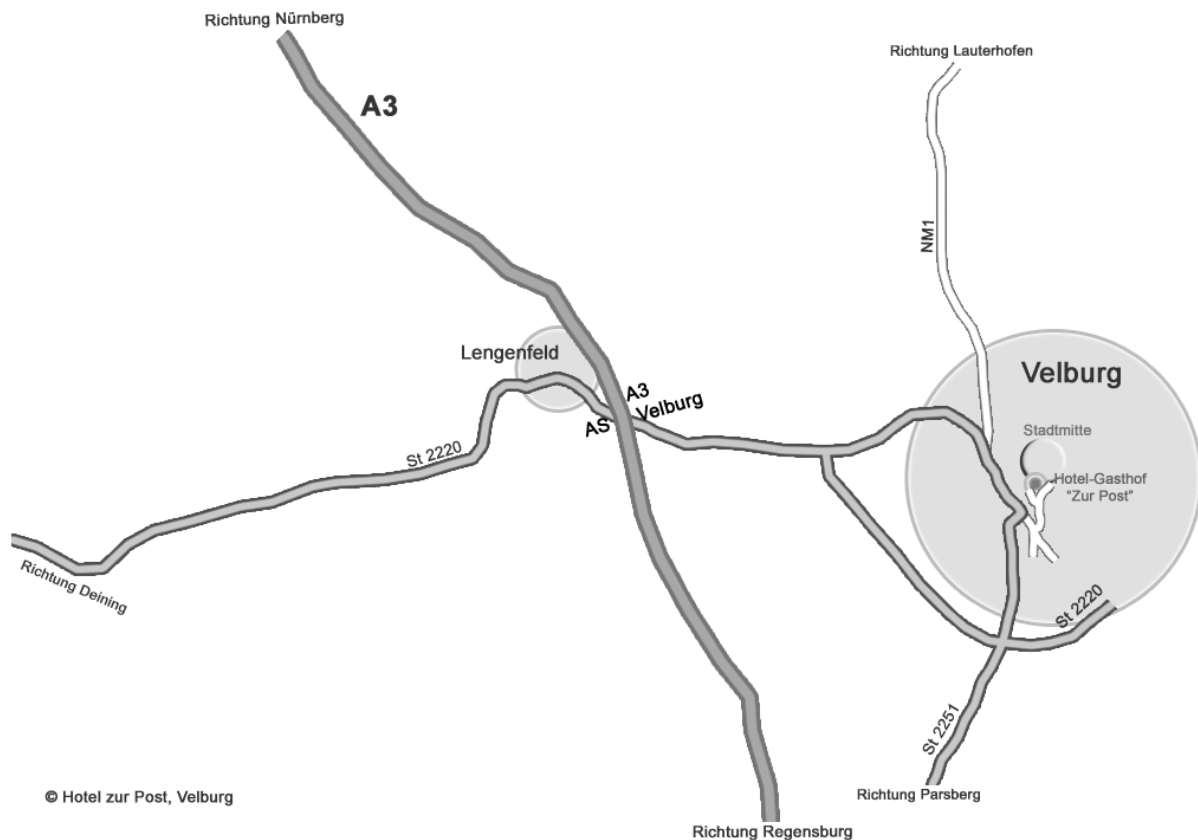 Richtung Nürnberg
Richtung Lauterhofen
A3
NM1
Lengenfeld
Velburg
A3
AS Velburg
Stadtmitte
St 2220
Hotel-Gasthof
"Zur Post"
Richtung Deining
St 2220
St 2251
© Hotel zur Post, Velburg
Richtung Parsberg
Richtung Regensburg